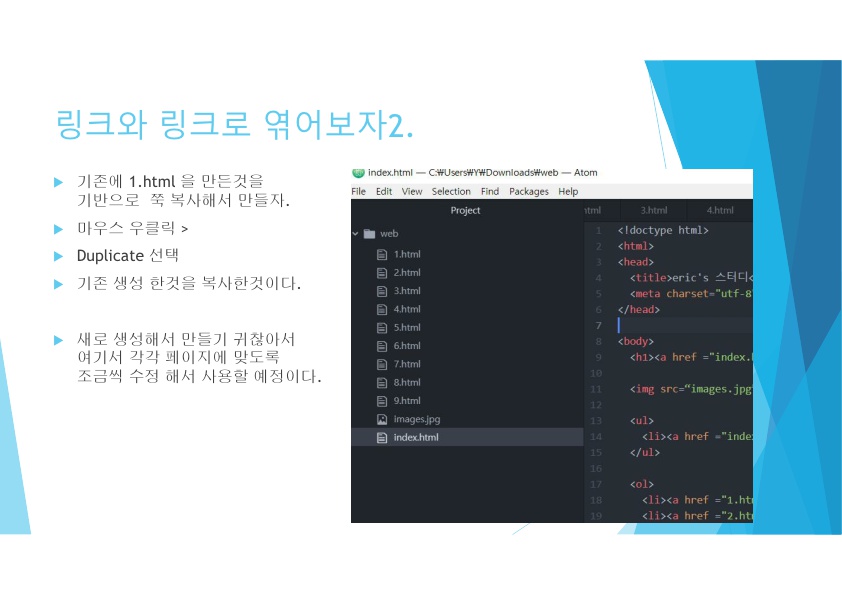 링크와 링크로 엮어보자2.
기존에 1.html 을 만든것을
기반으로 쭉 복사해서 만들자.
마우스 우클릭 >
Duplicate 선택
기존 생성 한것을 복사한것이다.
새로 생성해서 만들기 귀찮아서
여기서 각각 페이지에 맞도록
조금씩 수정 해서 사용할 예정이다.
index.html — C:₩Users₩Y₩Downloads₩web — Atom
File Edit View Selection Find Packages Help
Project
web
1.html
2.html
3.html
4.html
5.html
6.html
7.html
8.html
9.html
images.jpg
index.html
html 3.html 4.html
1 <!doctype html>
2 <html>
3 <head>
4 <title>eric's 스터디<
5 <meta charset="utf-8
6 </head>
7
8 <body>
9 <h1><a href ="index.h
10
11 <img src="images.jpg"
12
13 <ul>
14 <li><a href ="inde
15 </ul>
16
17 <ol>
18 <li><a href ="1.ht
19 <li><a href ="2.ht